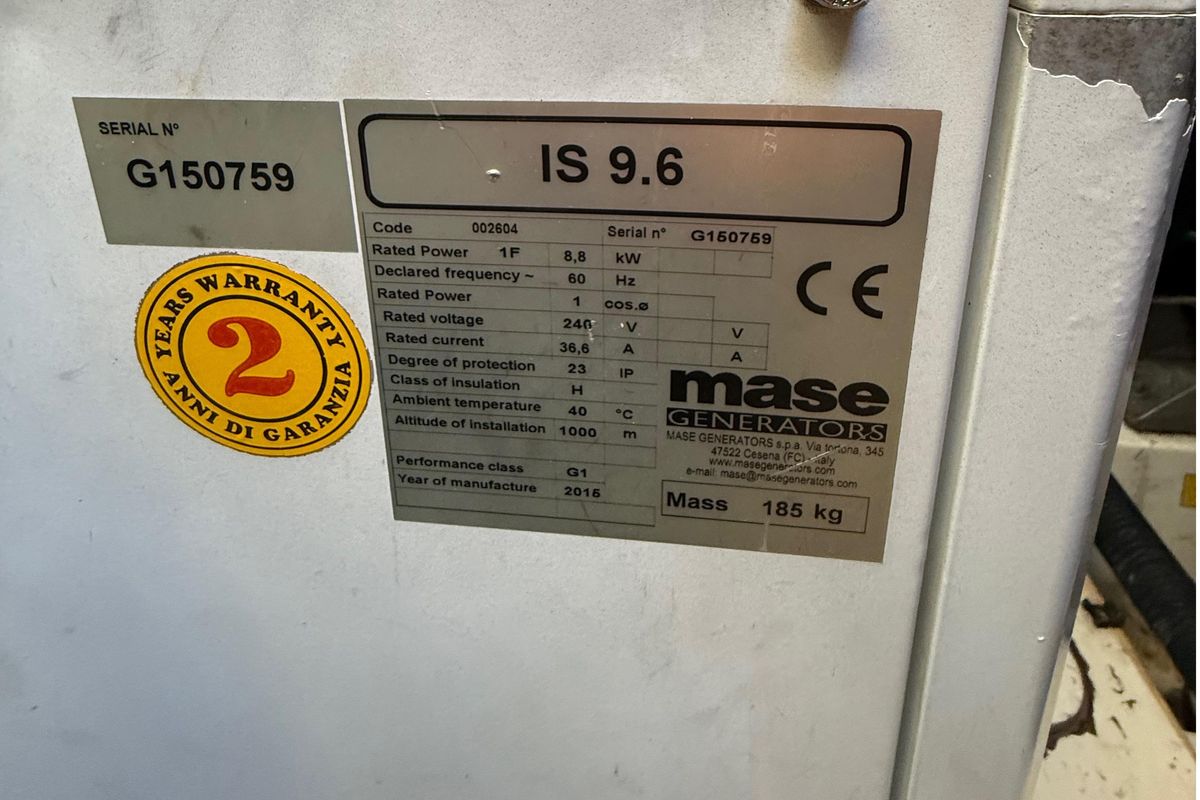 SERIAL N°
G150759
2 YEARS WARRANTY
ANNI DI GARANZIA
IS 9.6
Code 002604 Serial n° G150759
Rated Power 1F 8,8 kW
Declared frequency ~ 60 Hz
Rated Power 1 cos.ø
Rated voltage 240 V V
Rated current 36,6 A A
Degree of protection 23 IP
Class of insulation H
Ambient temperature 40 °C
Altitude of installation 1000 m
Performance class G1
Year of manufacture 2015
CE
mase
GENERATORS
MASE GENERATORS s.p.a. Via tortona, 345
47522 Cesena (FC) - Italy
www.masegenerators.com
e-mail: mase@masegenerators.com
Mass 185 kg